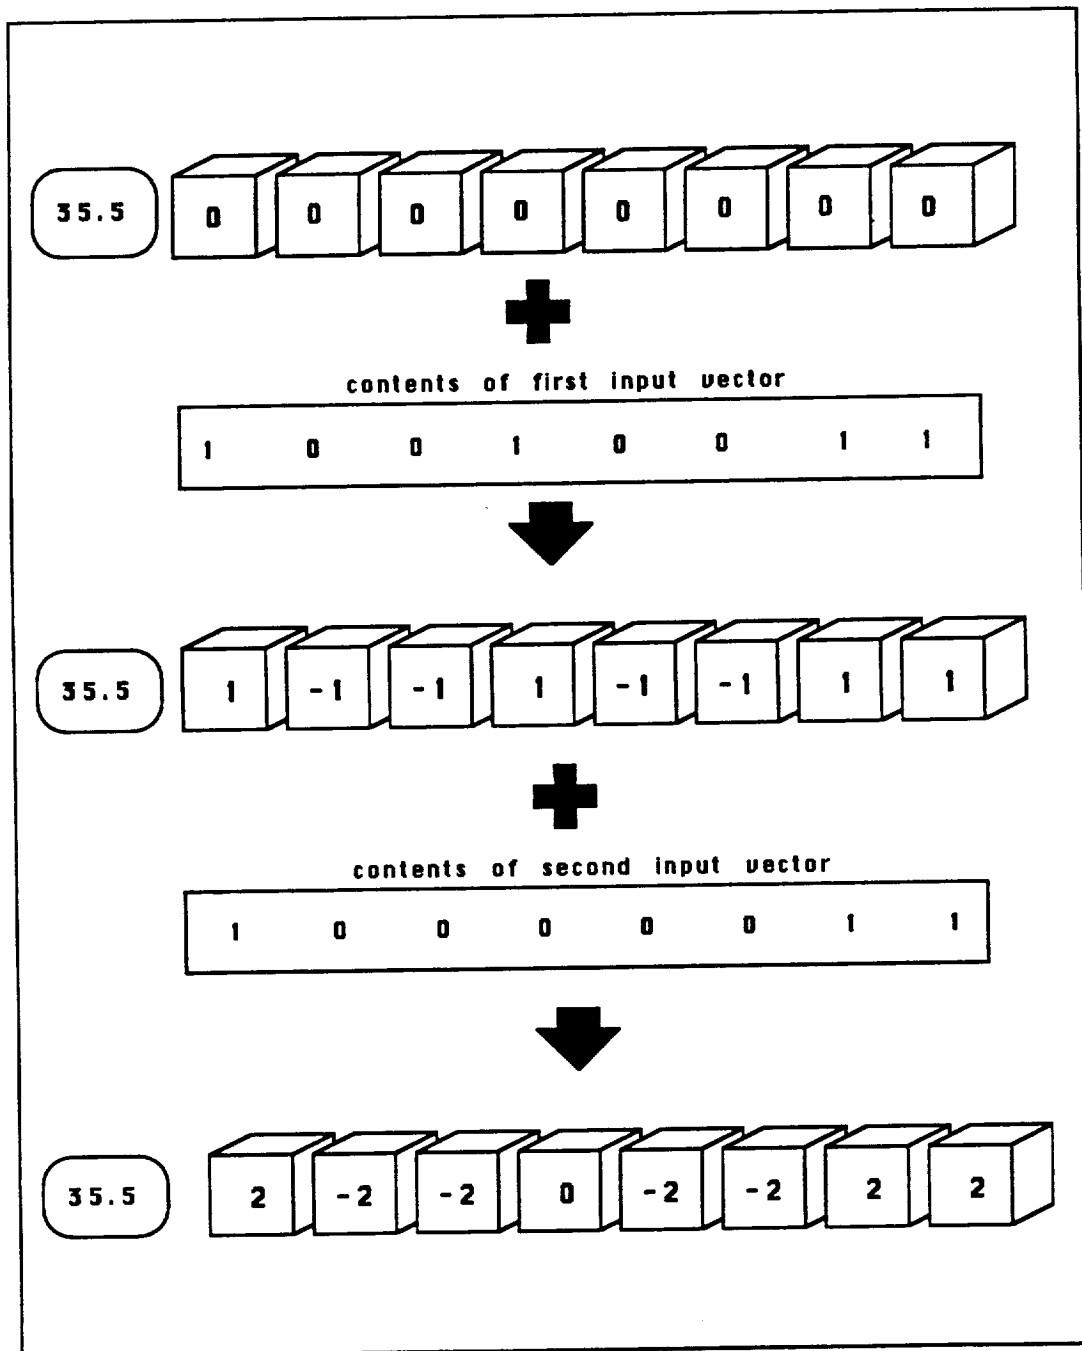 35.5 0 0 0 0 0 0 0 0
contents of first input vector
1 0 0 1 0 0 1 1
35.5 1 -1 -1 1 -1 -1 1 1
contents of second input vector
1 0 0 0 0 0 1 1
35.5 2 -2 -2 0 -2 -2 2 2